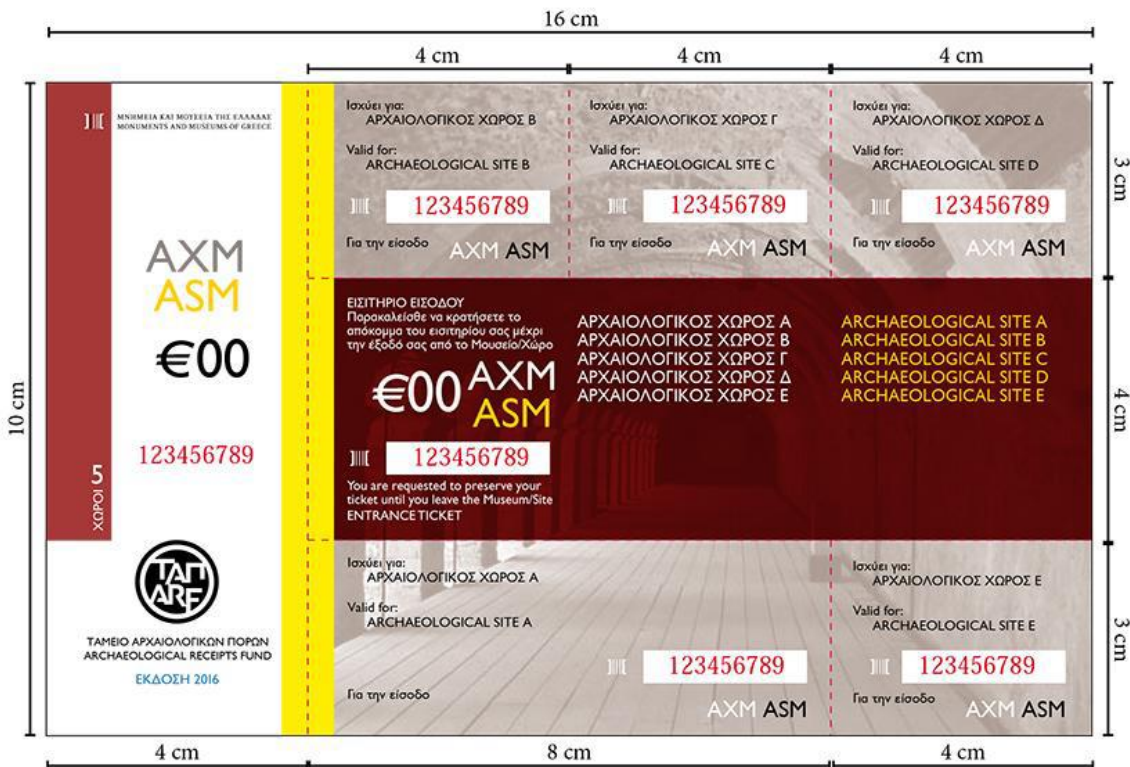 16 cm
4 cm
4 cm
4 cm
10 cm
ΜΝΗΜΕΙΑ ΚΑΙ ΜΟΥΣΕΙΑ ΤΗΣ ΕΛΛΑΔΑΣ
MONUMENTS AND MUSEUMS OF GREECE
ΑΧΜ
ASM
€00
123456789
ΧΩΡΟΙ 5
ΤΑΠ
ARF
ΤΑΜΕΙΟ ΑΡΧΑΙΟΛΟΓΙΚΩΝ ΠΟΡΩΝ
ARCHAEOLOGICAL RECEIPTS FUND
ΕΚΔΟΣΗ 2016
Ισχύει για:
ΑΡΧΑΙΟΛΟΓΙΚΟΣ ΧΩΡΟΣ Β
Valid for:
ARCHAEOLOGICAL SITE B
123456789
Για την είσοδο
ΑΧΜ ASM
Ισχύει για:
ΑΡΧΑΙΟΛΟΓΙΚΟΣ ΧΩΡΟΣ Γ
Valid for:
ARCHAEOLOGICAL SITE C
123456789
Για την είσοδο
ΑΧΜ ASM
Ισχύει για:
ΑΡΧΑΙΟΛΟΓΙΚΟΣ ΧΩΡΟΣ Δ
Valid for:
ARCHAEOLOGICAL SITE D
123456789
Για την είσοδο
ΑΧΜ ASM
3 cm
ΕΙΣΙΤΗΡΙΟ ΕΙΣΟΔΟΥ
Παρακαλείσθε να κρατήσετε το
απόκομμα του εισιτηρίου σας μέχρι
την έξοδό σας από το Μουσείο/Χώρο
€00 ΑΧΜ
ASM
123456789
You are requested to preserve your
ticket until you leave the Museum/Site
ENTRANCE TICKET
ΑΡΧΑΙΟΛΟΓΙΚΟΣ ΧΩΡΟΣ Α
ΑΡΧΑΙΟΛΟΓΙΚΟΣ ΧΩΡΟΣ Β
ΑΡΧΑΙΟΛΟΓΙΚΟΣ ΧΩΡΟΣ Γ
ΑΡΧΑΙΟΛΟΓΙΚΟΣ ΧΩΡΟΣ Δ
ΑΡΧΑΙΟΛΟΓΙΚΟΣ ΧΩΡΟΣ Ε
ARCHAEOLOGICAL SITE A
ARCHAEOLOGICAL SITE B
ARCHAEOLOGICAL SITE C
ARCHAEOLOGICAL SITE D
ARCHAEOLOGICAL SITE E
4 cm
Ισχύει για:
ΑΡΧΑΙΟΛΟΓΙΚΟΣ ΧΩΡΟΣ Α
Valid for:
ARCHAEOLOGICAL SITE A
123456789
Για την είσοδο
ΑΧΜ ASM
Ισχύει για:
ΑΡΧΑΙΟΛΟΓΙΚΟΣ ΧΩΡΟΣ Ε
Valid for:
ARCHAEOLOGICAL SITE E
123456789
Για την είσοδο
ΑΧΜ ASM
3 cm
4 cm
8 cm
4 cm